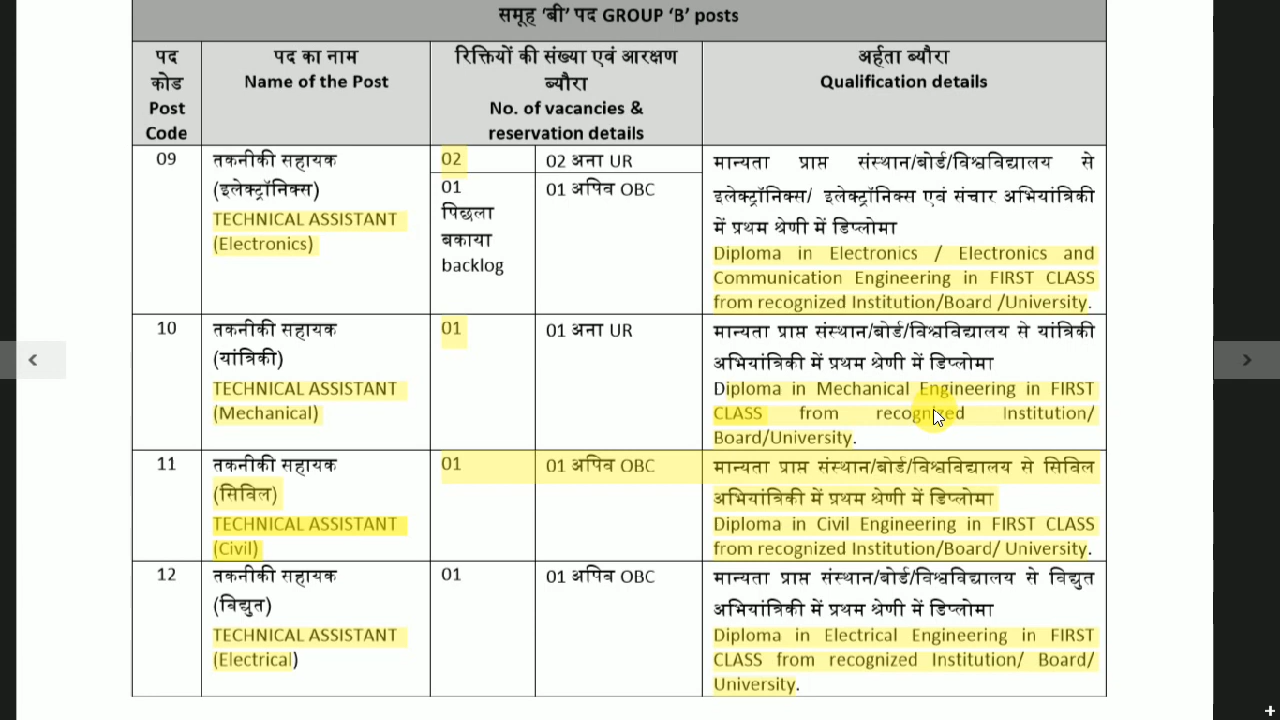 समूह ‘बी’ पद GROUP ‘B’ posts
पद
कोड
Post
Code
पद का नाम
Name of the Post
रिक्तियों की संख्या एवं आरक्षण
ब्यौरा
No. of vacancies &
reservation details
अर्हता ब्यौरा
Qualification details
09
तकनीकी सहायक
(इलेक्ट्रॉनिक्स)
TECHNICAL ASSISTANT
(Electronics)
02
02 अना UR
01
पिछला
बकाया
backlog
01 अपिव OBC
मान्यता प्राप्त संस्थान/बोर्ड/विश्वविद्यालय से
इलेक्ट्रॉनिक्स/ इलेक्ट्रॉनिक्स एवं संचार अभियांत्रिकी
में प्रथम श्रेणी में डिप्लोमा
Diploma in Electronics / Electronics and
Communication Engineering in FIRST CLASS
from recognized Institution/Board /University.
10
तकनीकी सहायक
(यांत्रिकी)
TECHNICAL ASSISTANT
(Mechanical)
01
01 अना UR
मान्यता प्राप्त संस्थान/बोर्ड/विश्वविद्यालय से यांत्रिकी
अभियांत्रिकी में प्रथम श्रेणी में डिप्लोमा
Diploma in Mechanical Engineering in FIRST
CLASS from recognized Institution/
Board/University.
11
तकनीकी सहायक
(सिविल)
TECHNICAL ASSISTANT
(Civil)
01
01 अपिव OBC
मान्यता प्राप्त संस्थान/बोर्ड/विश्वविद्यालय से सिविल
अभियांत्रिकी में प्रथम श्रेणी में डिप्लोमा
Diploma in Civil Engineering in FIRST CLASS
from recognized Institution/Board/ University.
12
तकनीकी सहायक
(विद्युत)
TECHNICAL ASSISTANT
(Electrical)
01
01 अपिव OBC
मान्यता प्राप्त संस्थान/बोर्ड/विश्वविद्यालय से विद्युत
अभियांत्रिकी में प्रथम श्रेणी में डिप्लोमा
Diploma in Electrical Engineering in FIRST
CLASS from recognized Institution/ Board/
University.